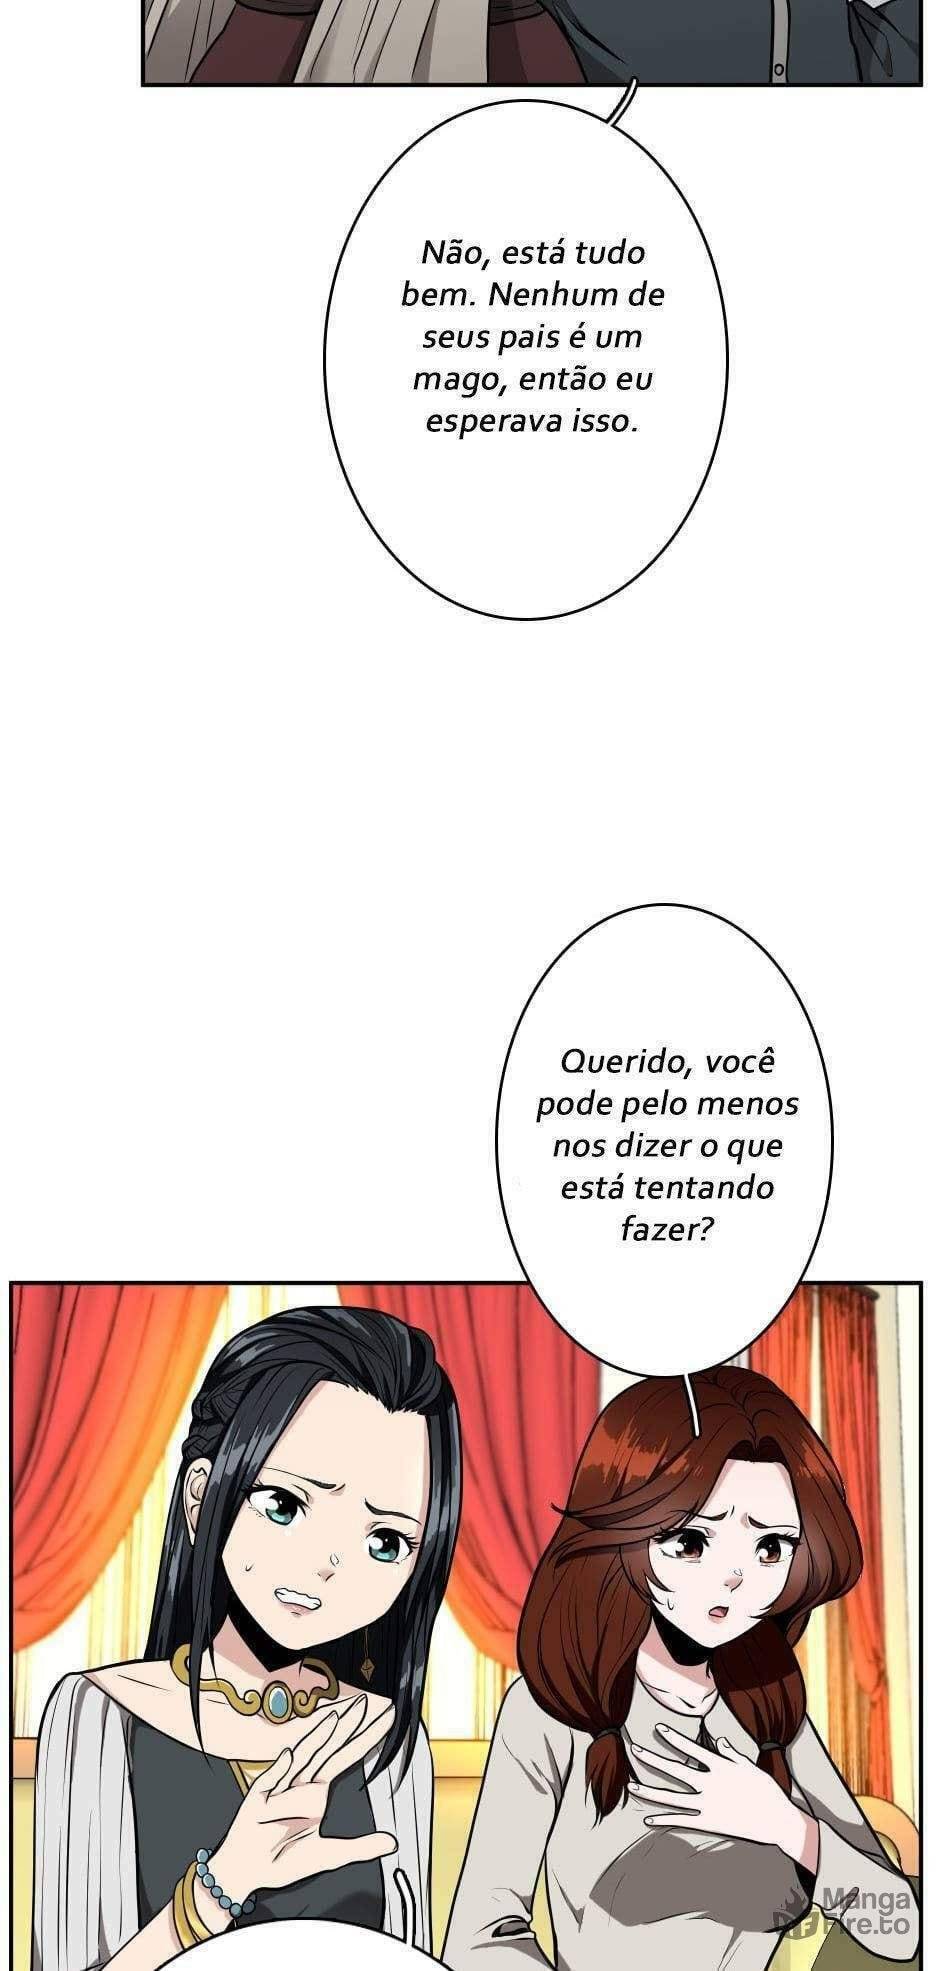 Não, está tudo
bem. Nenhum de
seus pais é um
mago, então eu
esperava isso.
Querido, você
pode pelo menos
nos dizer o que
está tentando
fazer?
Manga
Fire.to